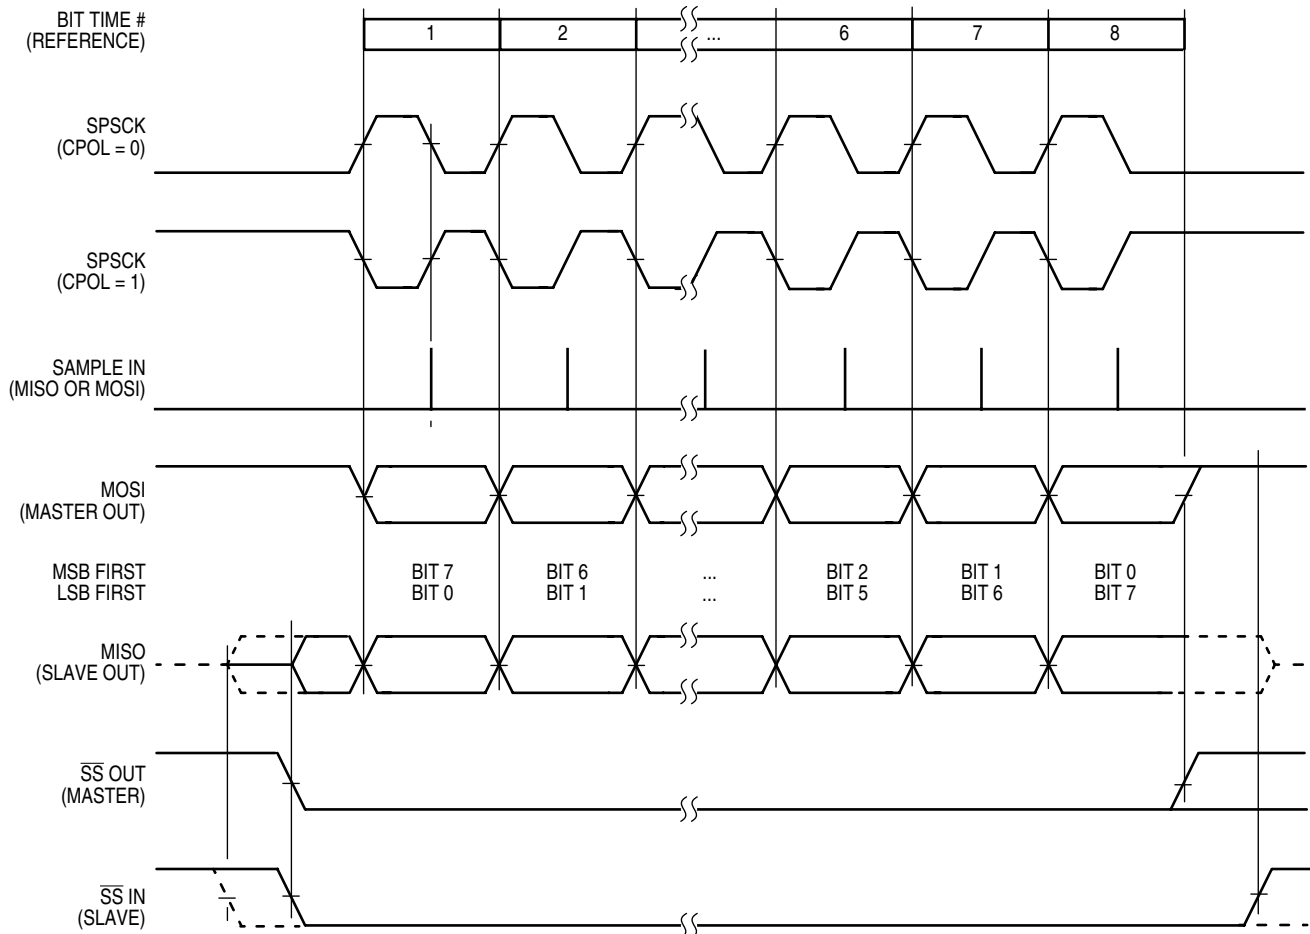 BIT TIME #
(REFERENCE)
1 2 ... 6 7 8
SPSCK
(CPOL = 0)
SPSCK
(CPOL = 1)
SAMPLE IN
(MISO OR MOSI)
MOSI
(MASTER OUT)
MSB FIRST BIT 7 BIT 6 ... BIT 2 BIT 1 BIT 0
LSB FIRST BIT 0 BIT 1 ... BIT 5 BIT 6 BIT 7
MISO
(SLAVE OUT)
S̅S̅ OUT
(MASTER)
S̅S̅ IN
(SLAVE)